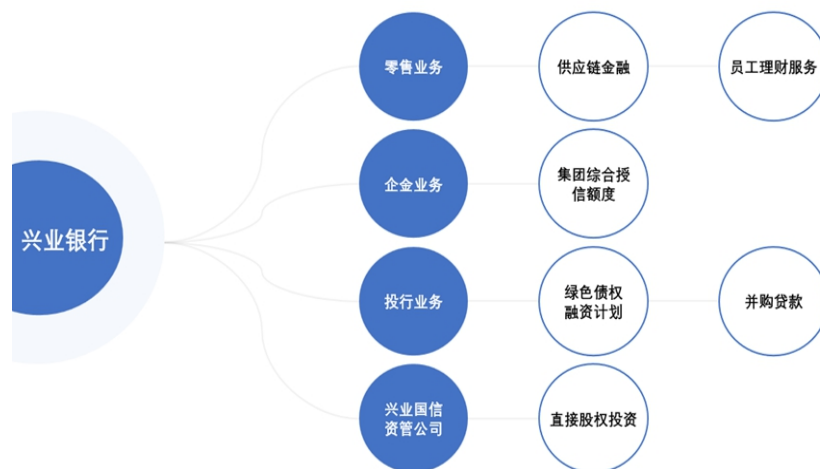 零售业务
供应链金融
员工理财服务
企金业务
集团综合授
信额度
兴业银行
投行业务
绿色债权
融资计划
并购贷款
兴业国信
资管公司
直接股权投资